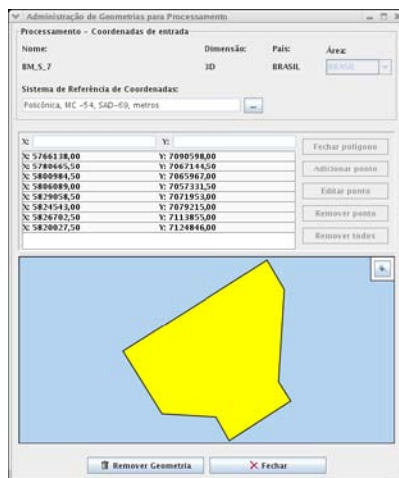 Administração de Geometrias para Processamento
Processamento - Coordenadas de entrada
Nome: Dimensão: País: Área:
BM_S_7 3D BRASIL BRASIL
Sistema de Referência de Coordenadas:
Policônica, MC -54, SAD-69, metros
...
X: Y:
Fechar polígono
X: 5766138,00 Y: 7090598,00
X: 5780665,50 Y: 7067144,50
Adicionar ponto
X: 5800984,50 Y: 7065967,00
X: 5806089,00 Y: 7057331,50
Editar ponto
X: 5829058,50 Y: 7071953,00
X: 5824543,00 Y: 7079215,00
Remover ponto
X: 5826702,50 Y: 7113855,00
X: 5820027,50 Y: 7124846,00
Remover todos
Remover Geometria
Fechar